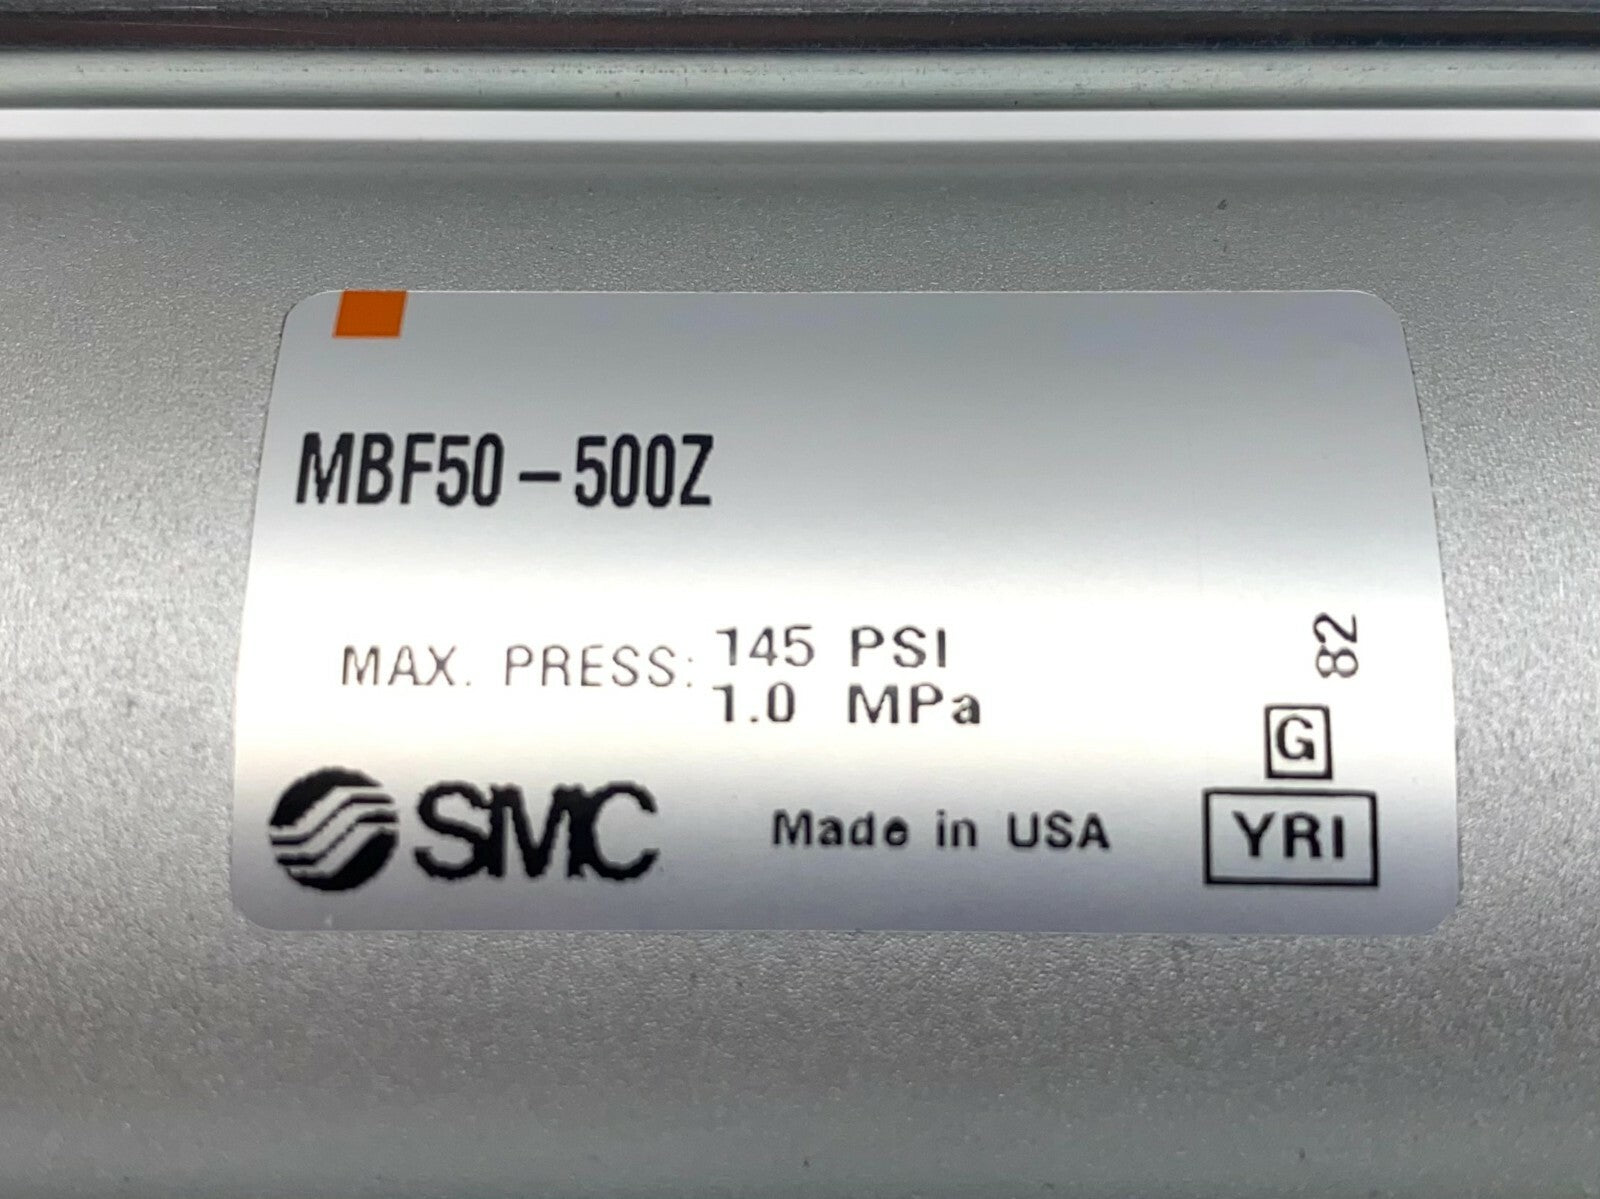 MBF50-500Z
MAX. PRESS: 145 PSI
1.0 MPa
82
G
SMC
Made in USA
YRI